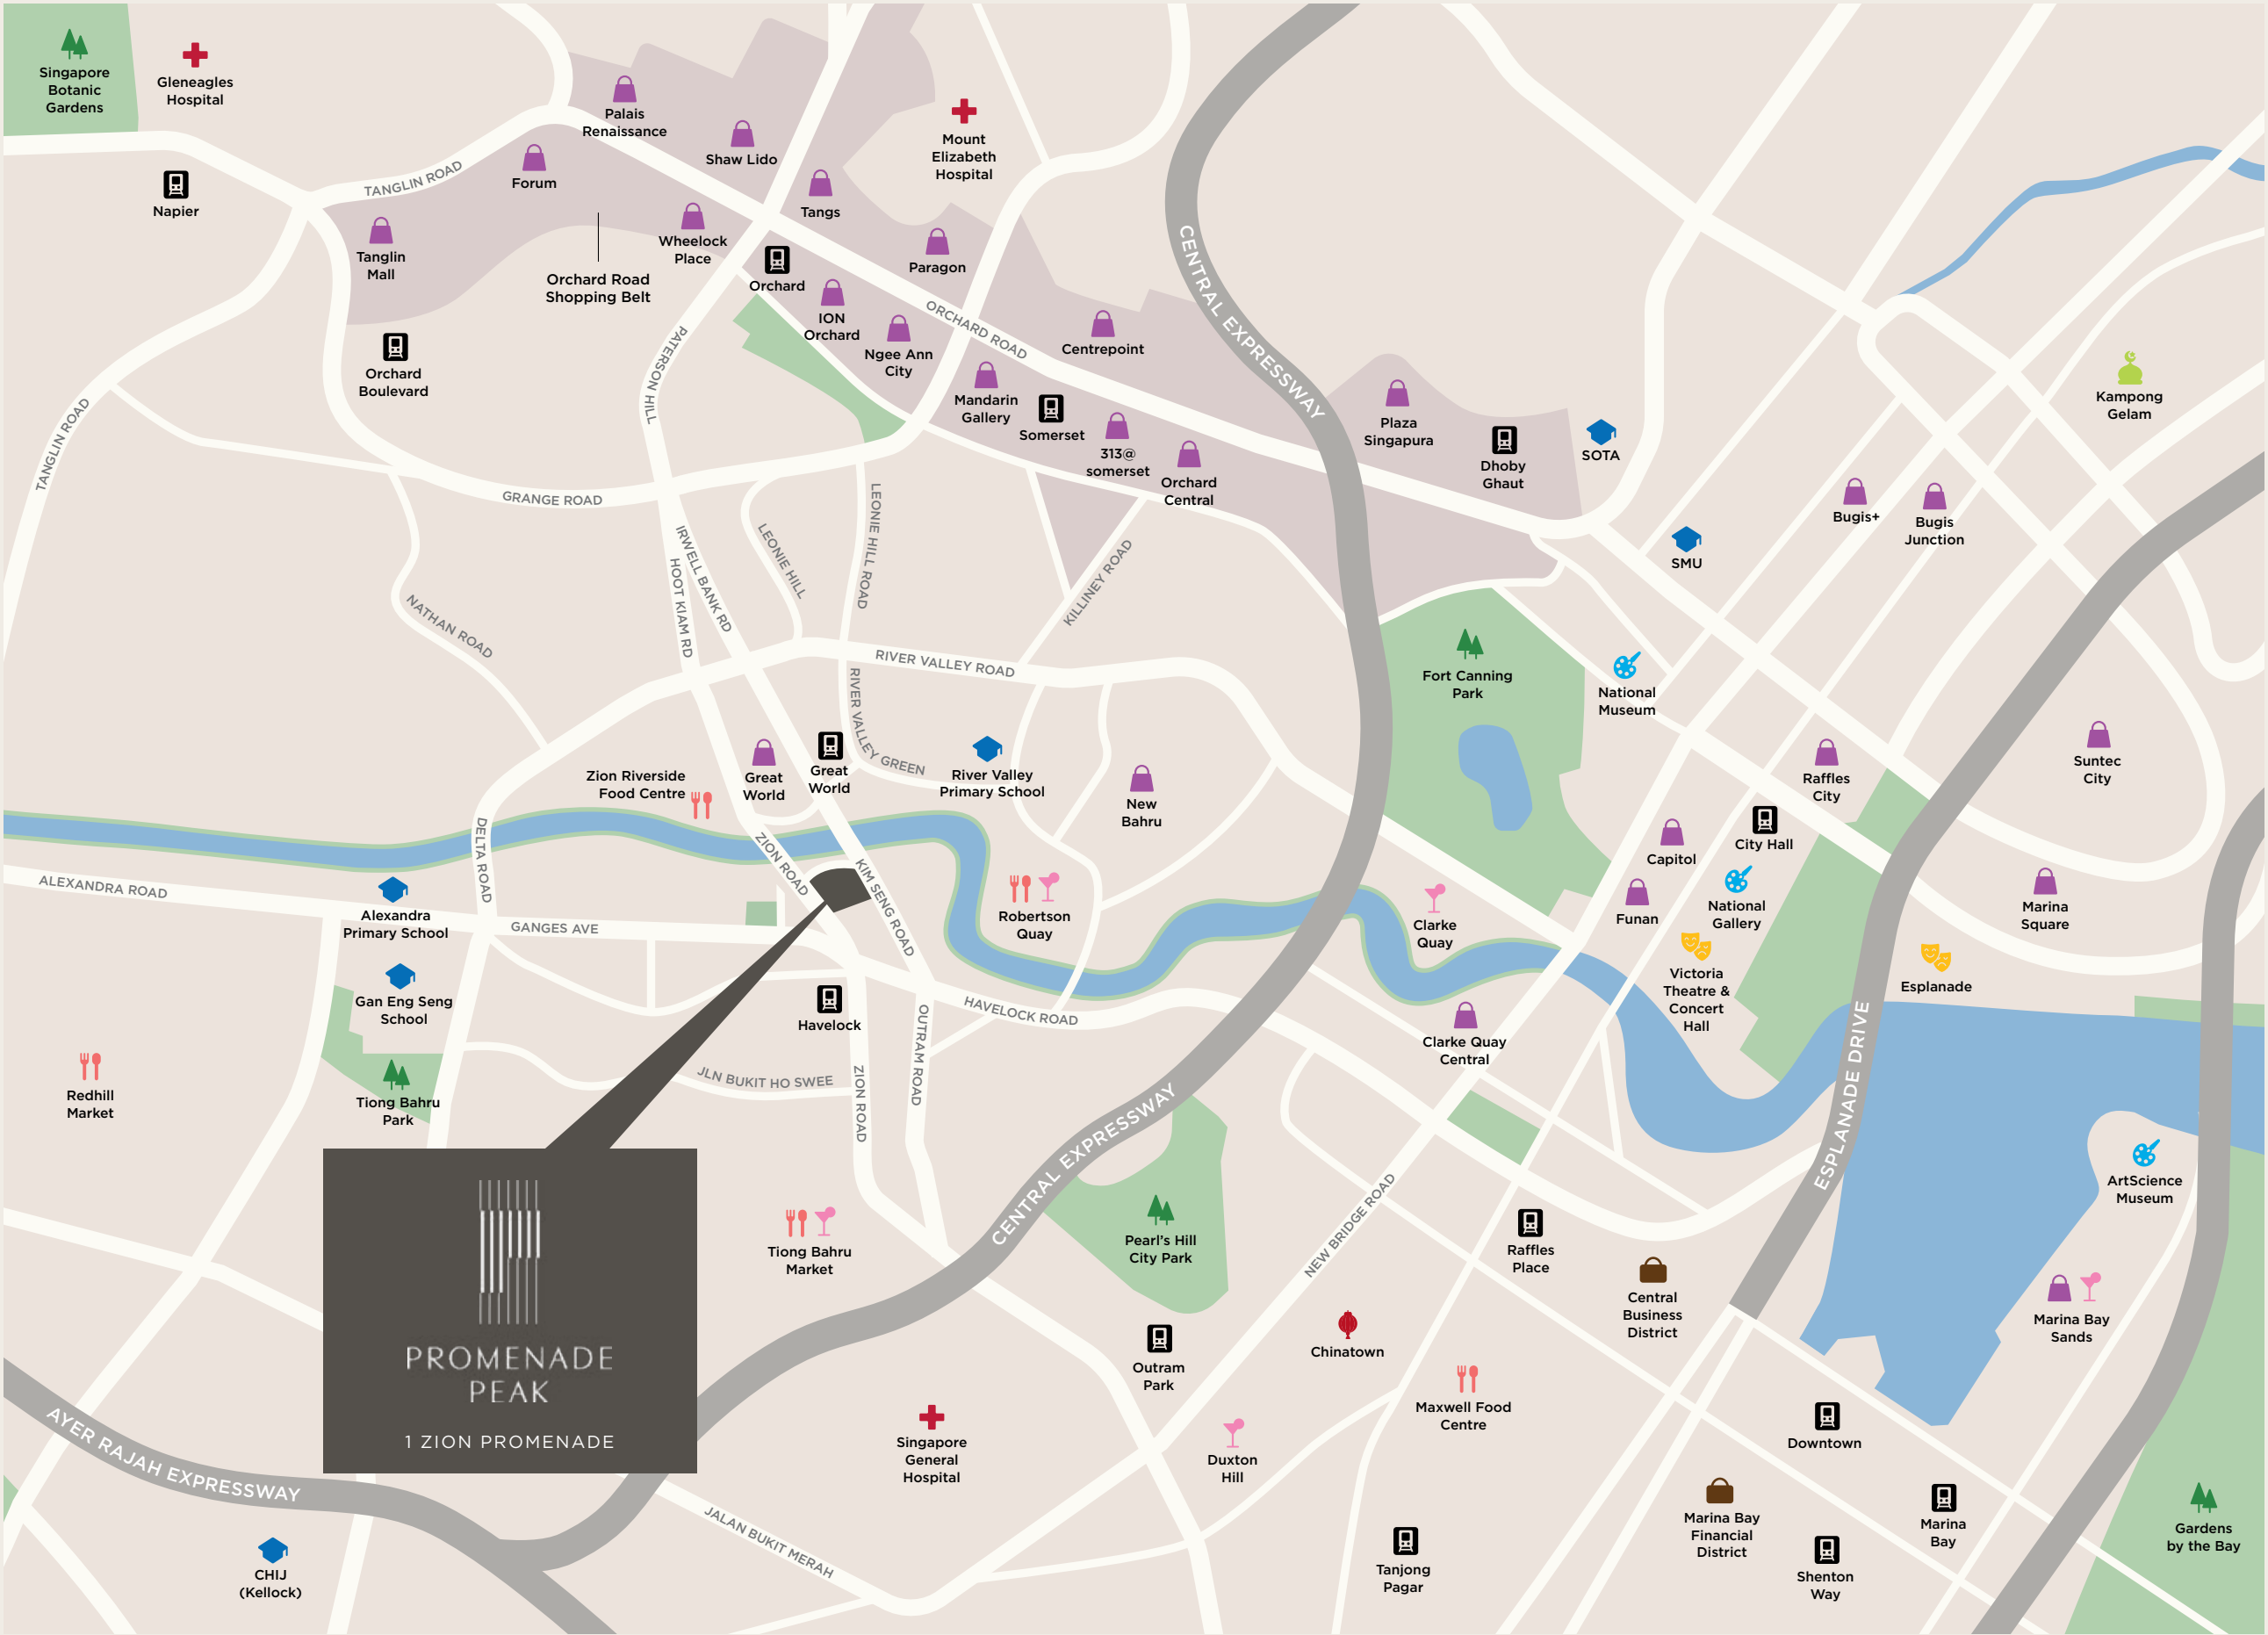 Singapore
Botanic
Gardens
Gleneagles
Hospital
Napier
TANGLIN ROAD
Palais
Renaissance
Shaw Lido
Forum
Tangs
Mount
Elizabeth
Hospital
Tanglin
Mall
Orchard Road
Shopping Belt
Wheelock
Place
Orchard
Paragon
ION
Orchard
Ngee Ann
City
ORCHARD ROAD
Centrepoint
CENTRAL EXPRESSWAY
Orchard
Boulevard
PATERSON HILL
Mandarin
Gallery
Somerset
313@
somerset
Orchard
Central
Plaza
Singapura
Dhoby
Ghaut
SOTA
Kampong
Gelam
TANGLIN ROAD
GRANGE ROAD
Bugis+
Bugis
Junction
SMU
IRWELL BANK RD
HOOT KIAM RD
LEONIE HILL
LEONIE HILL ROAD
KILLINEY ROAD
NATHAN ROAD
RIVER VALLEY ROAD
RIVER VALLEY GREEN
Fort Canning
Park
National
Museum
Zion Riverside
Food Centre
Great
World
Great
World
River Valley
Primary School
New
Bahru
Raffles
City
Suntec
City
City Hall
Capitol
DELTA ROAD
ZION ROAD
KIM SENG ROAD
ALEXANDRA ROAD
Alexandra
Primary School
GANGES AVE
Robertson
Quay
Clarke
Quay
Funan
National
Gallery
Marina
Square
Victoria
Theatre &
Concert
Hall
Esplanade
Gan Eng Seng
School
Havelock
HAVELOCK ROAD
OUTRAM ROAD
Clarke Quay
Central
ESPLANADE DRIVE
Redhill
Market
Tiong Bahru
Park
JLN BUKIT HO SWEE
ZION ROAD
CENTRAL EXPRESSWAY
ArtScience
Museum
Tiong Bahru
Market
Pearl's Hill
City Park
NEW BRIDGE ROAD
Raffles
Place
Central
Business
District
Marina Bay
Sands
PROMENADE
PEAK
1 ZION PROMENADE
Outram
Park
Chinatown
Maxwell Food
Centre
Downtown
AYER RAJAH EXPRESSWAY
Singapore
General
Hospital
Duxton
Hill
JALAN BUKIT MERAH
Marina Bay
Financial
District
Marina
Bay
Gardens
by the Bay
CHIJ
(Kellock)
Tanjong
Pagar
Shenton
Way